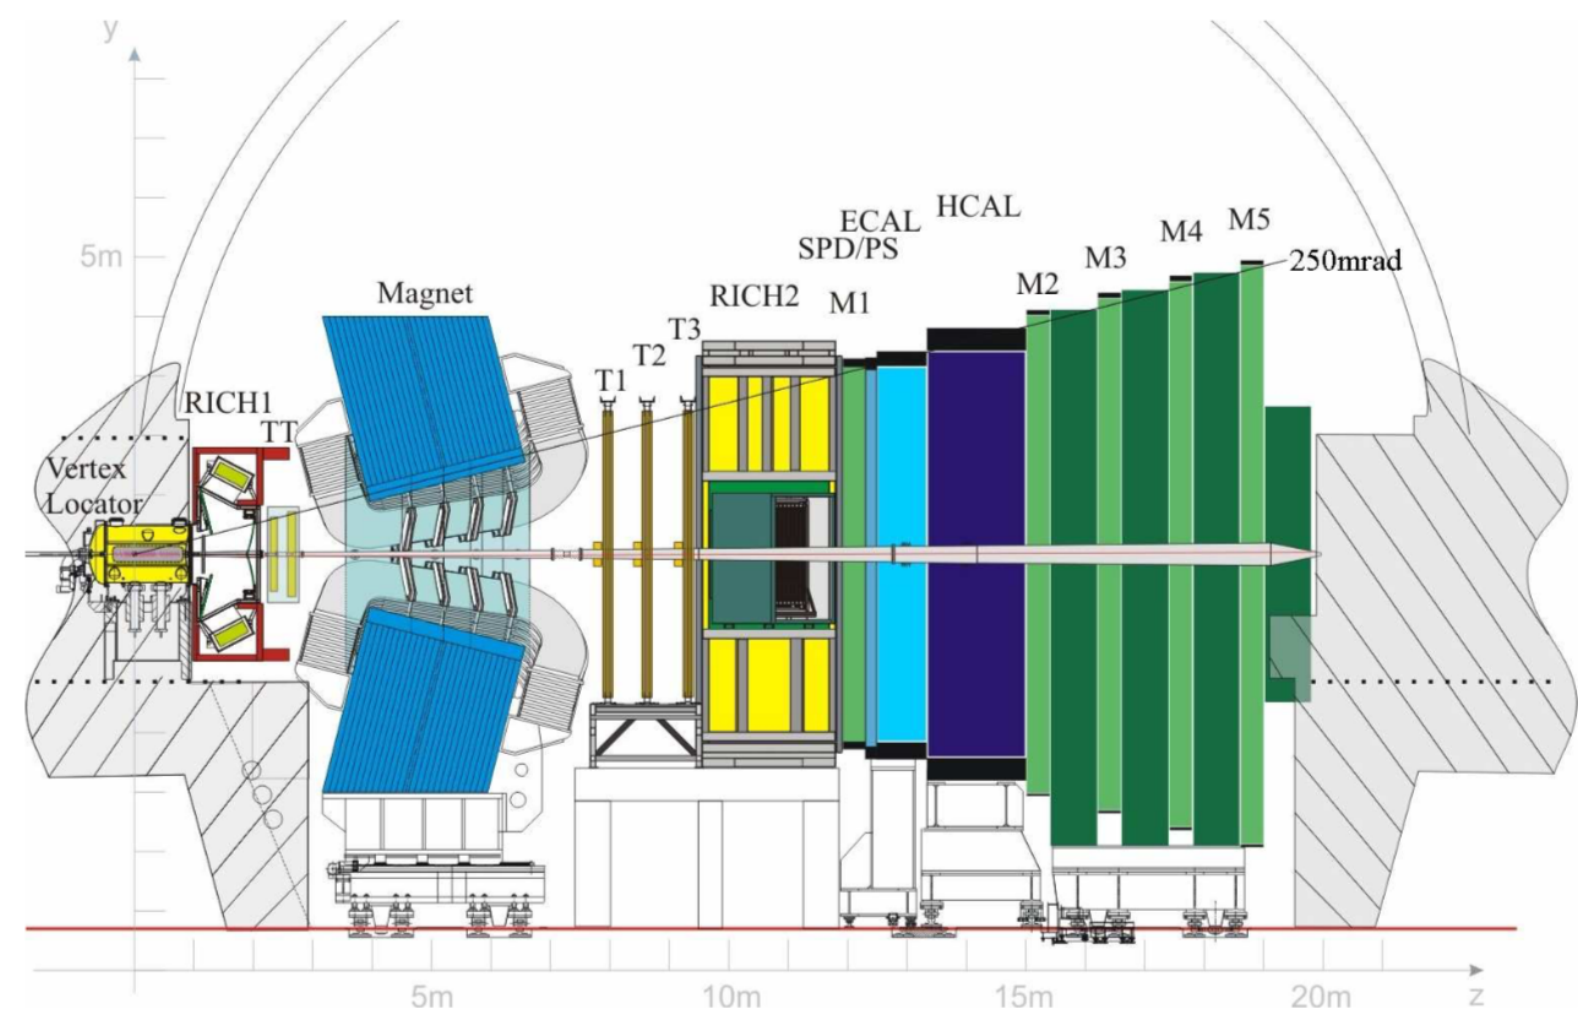 y
5m
Vertex
Locator
RICH1
TT
Magnet
T1
T2
T3
RICH2
M1
SPD/PS
ECAL
HCAL
M2
M3
M4
M5
250mrad
5m
10m
15m
20m
z